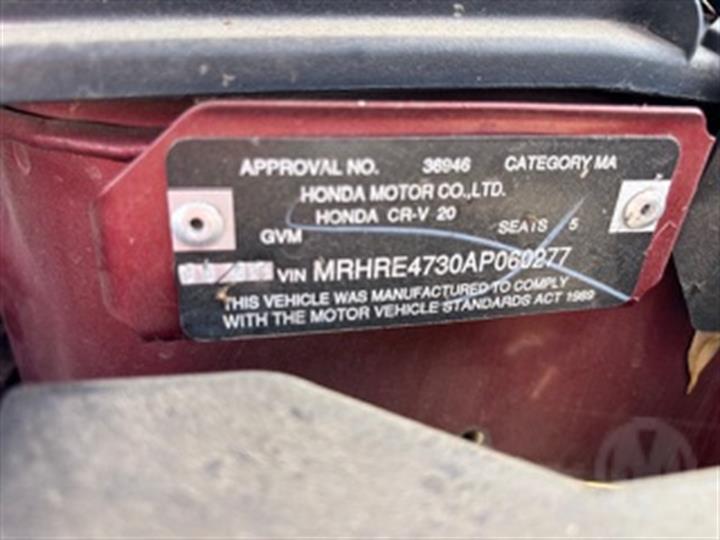 APPROVAL NO. 36946 CATEGORY MA
HONDA MOTOR CO.,LTD.
HONDA CR-V 20
GVM SEATS 5
VIN MRHRE4730AP060277
THIS VEHICLE WAS MANUFACTURED TO COMPLY
WITH THE MOTOR VEHICLE STANDARDS ACT 1989